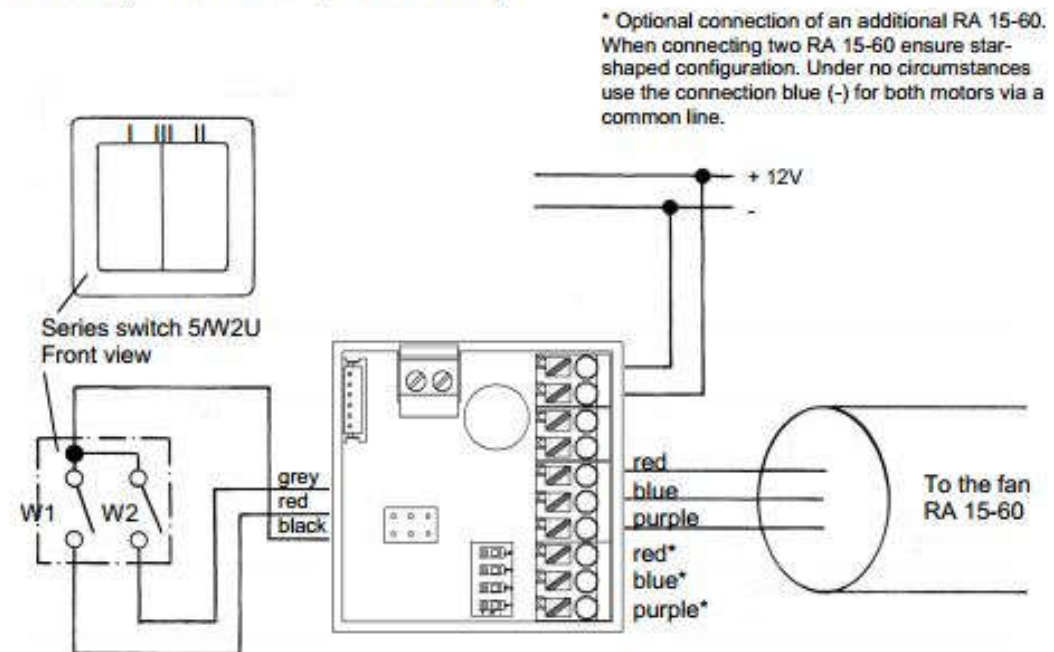 * Optional connection of an additional RA 15-60.
When connecting two RA 15-60 ensure star-
shaped configuration. Under no circumstances
use the connection blue (-) for both motors via a
common line.
I III II
+ 12V
-
Series switch 5/W2U
Front view
grey
red
black
W1 W2
red
blue
purple
red*
blue*
purple*
To the fan
RA 15-60